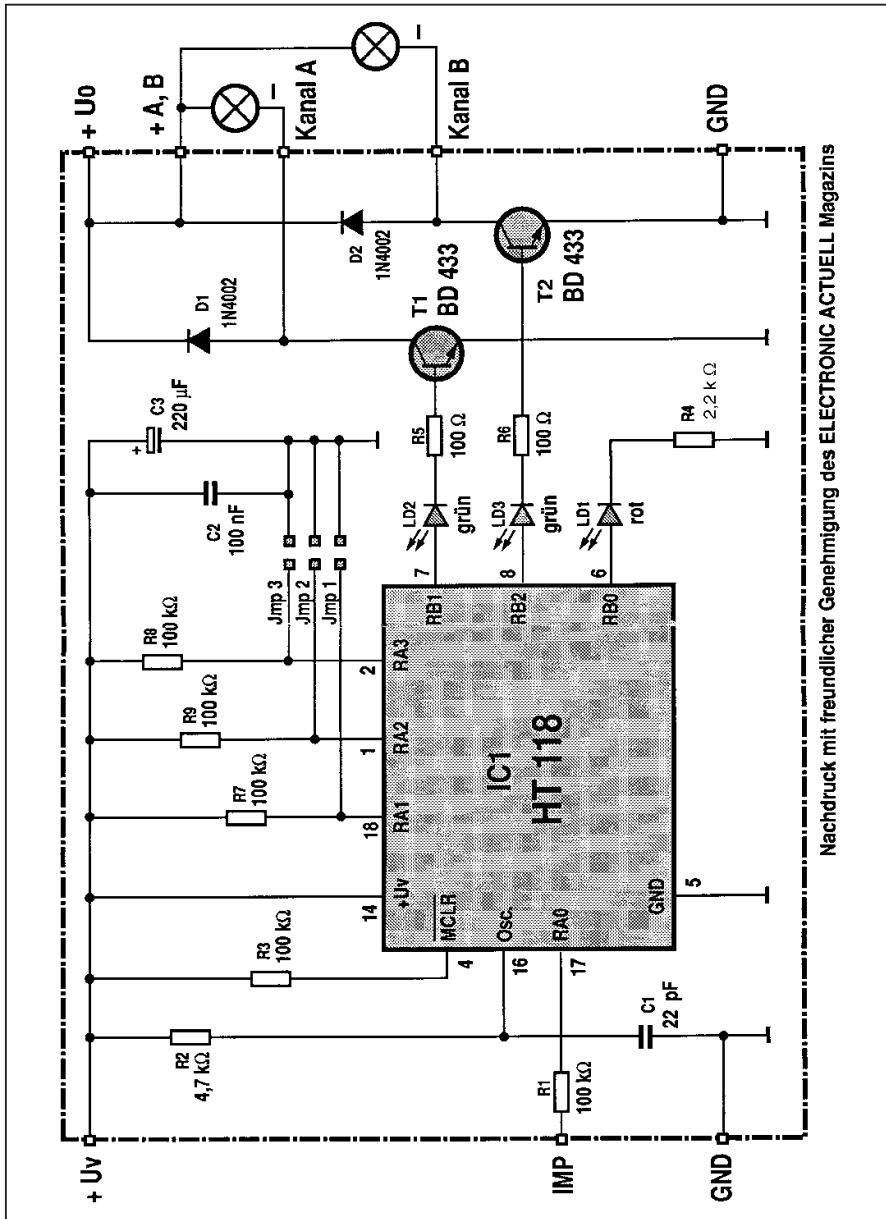 + Uv
IMP
GND
R2
4,7 kΩ
R3
100 kΩ
R1
100 kΩ
C1
22 pF
14
+Uv
4
MCLR
16
Osc.
17
RA0
GND
5
IC1
HT 118
R7
100 kΩ
R9
100 kΩ
R8
100 kΩ
18
RA1
1
RA2
2
RA3
Jmp 3
Jmp 2
Jmp 1
C2
100 nF
+
C3
220 µF
7
RB1
8
RB2
6
RB0
LD2
grün
LD3
grün
LD1
rot
R5
100 Ω
R6
100 Ω
R4
2,2 k Ω
D1
1N4002
D2
1N4002
T1
BD 433
T2
BD 433
+ Uo
+ A, B
–
Kanal A
–
Kanal B
GND
Nachdruck mit freundlicher Genehmigung des ELECTRONIC ACTUELL Magazins